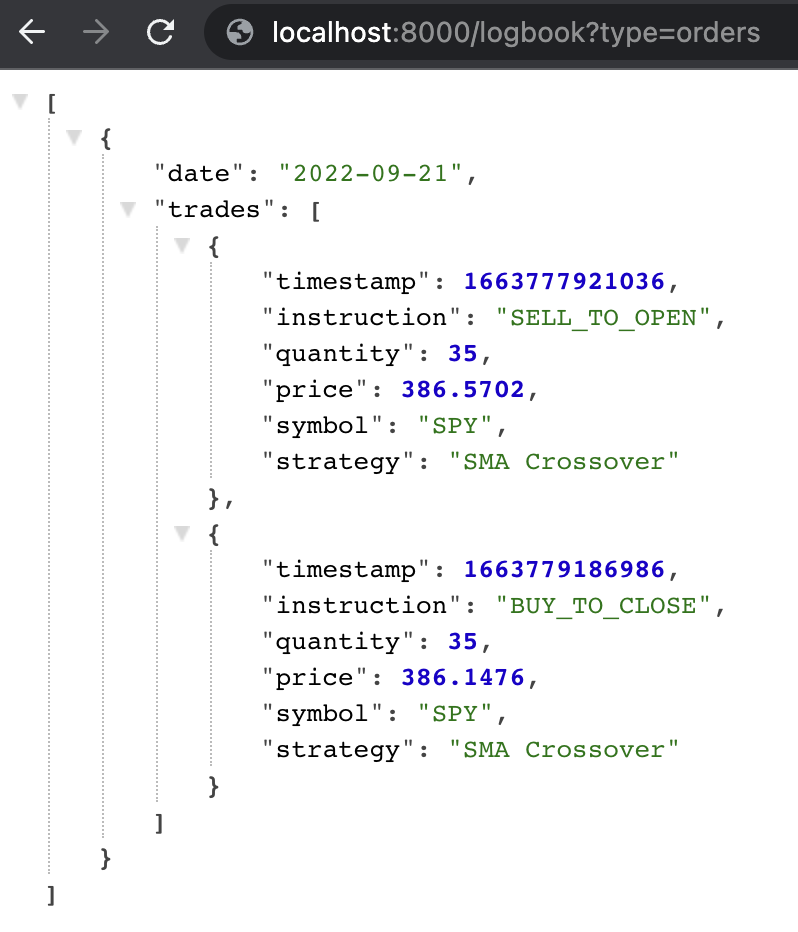 localhost:8000/logbook?type=orders
[
{
"date": "2022-09-21",
"trades": [
{
"timestamp": 1663777921036,
"instruction": "SELL_TO_OPEN",
"quantity": 35,
"price": 386.5702,
"symbol": "SPY",
"strategy": "SMA Crossover"
},
{
"timestamp": 1663779186986,
"instruction": "BUY_TO_CLOSE",
"quantity": 35,
"price": 386.1476,
"symbol": "SPY",
"strategy": "SMA Crossover"
}
]
}
]